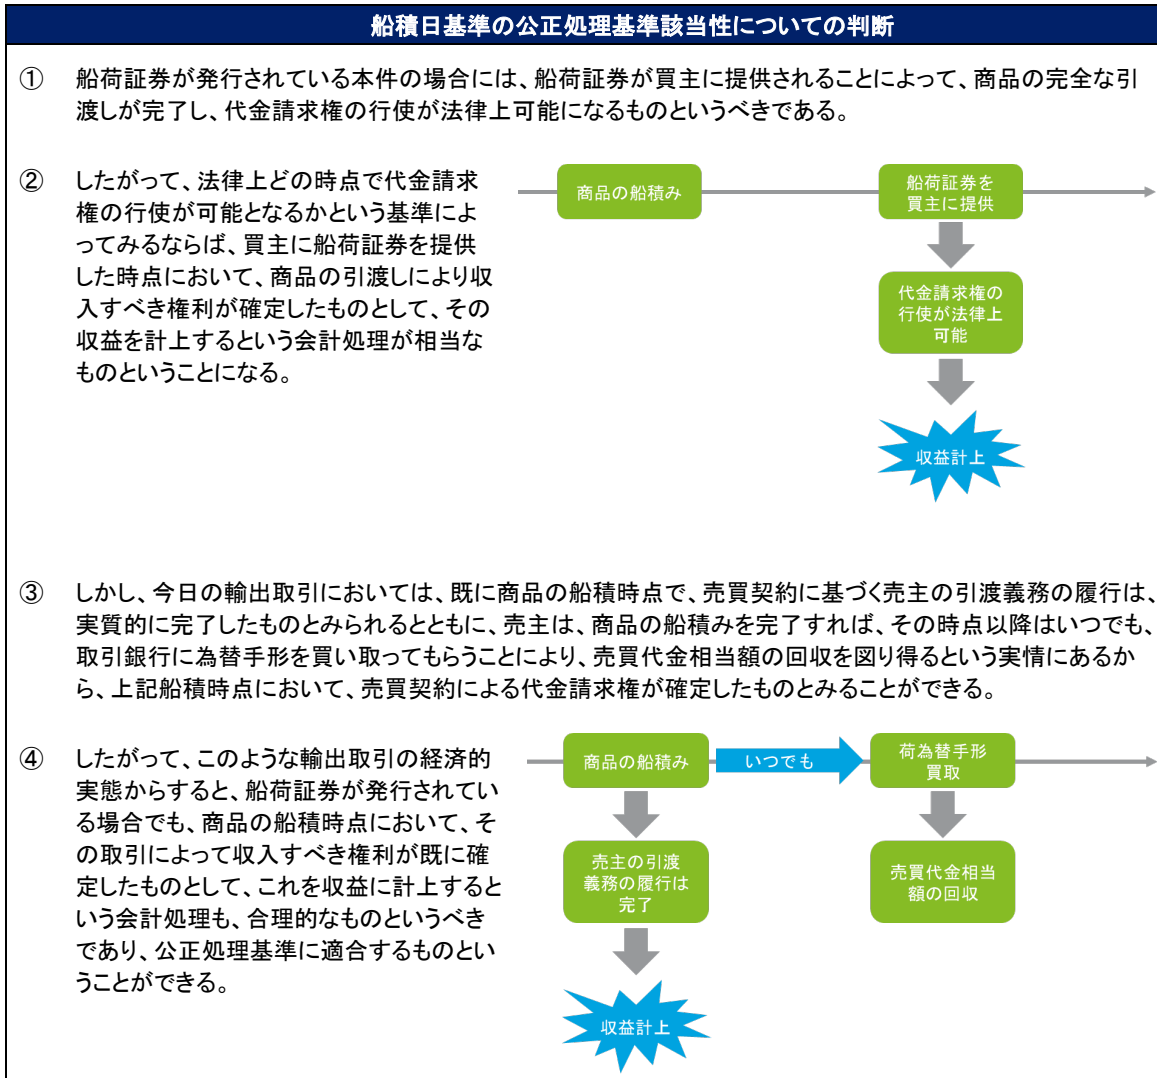 船積日基準の公正処理基準該当性についての判断
① 船荷証券が発行されている本件の場合には、船荷証券が買主に提供されることによって、商品の完全な引
渡しが完了し、代金請求権の行使が法律上可能になるものというべきである。
② したがって、法律上どの時点で代金請求
権の行使が可能となるかという基準によ
ってみるならば、買主に船荷証券を提供
した時点において、商品の引渡しにより収
入すべき権利が確定したものとして、その
収益を計上するという会計処理が相当な
ものということになる。
商品の船積み
船荷証券を
買主に提供
代金請求権の
行使が法律上
可能
収益計上
③ しかし、今日の輸出取引においては、既に商品の船積時点で、売買契約に基づく売主の引渡義務の履行は、
実質的に完了したものとみられるとともに、売主は、商品の船積みを完了すれば、その時点以降はいつでも、
取引銀行に為替手形を買い取ってもらうことにより、売買代金相当額の回収を図り得るという実情にあるか
ら、上記船積時点において、売買契約による代金請求権が確定したものとみることができる。
④ したがって、このような輸出取引の経済的
実態からすると、船荷証券が発行されてい
る場合でも、商品の船積時点において、そ
の取引によって収入すべき権利が既に確
定したものとして、これを収益に計上すると
いう会計処理も、合理的なものというべき
であり、公正処理基準に適合するものとい
うことができる。
商品の船積み
いつでも
荷為替手形
買取
売主の引渡
義務の履行は
完了
売買代金相当
額の回収
収益計上